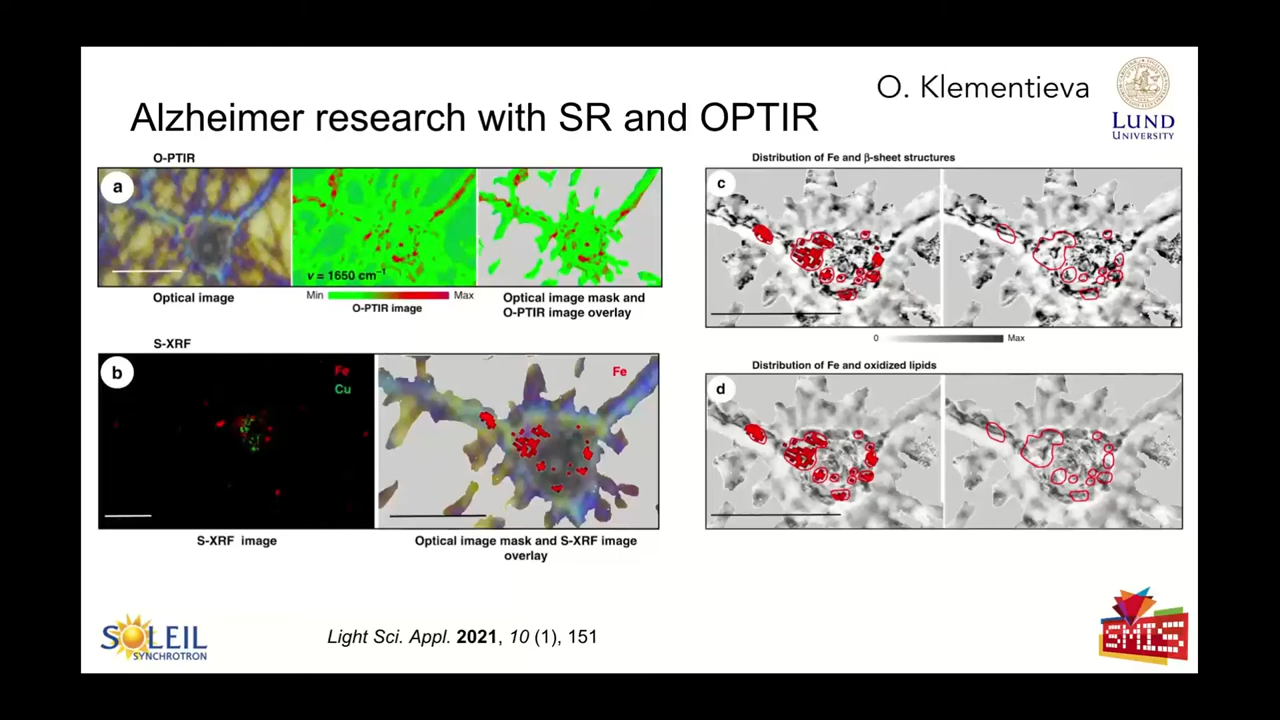 O. Klementieva
LUND
UNIVERSITY
Alzheimer research with SR and OPTIR
O-PTIR
a
ν = 1650 cm⁻¹
Optical image
Min
Max
O-PTIR image
Optical image mask and
O-PTIR image overlay
S-XRF
b
Fe
Cu
Fe
S-XRF image
Optical image mask and S-XRF image
overlay
Distribution of Fe and β-sheet structures
c
0
Max
Distribution of Fe and oxidized lipids
d
SOLEIL
SYNCHROTRON
Light Sci. Appl. 2021, 10 (1), 151
SMIS